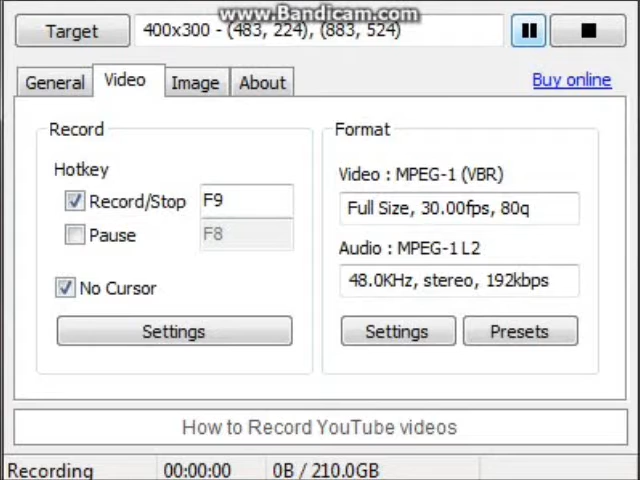 www.Bandicam.com
Target
400x300 - (483, 224), (883, 524)
General
Video
Image
About
Buy online
Record
Hotkey
Record/Stop
F9
Pause
F8
No Cursor
Settings
Format
Video : MPEG-1 (VBR)
Full Size, 30.00fps, 80q
Audio : MPEG-1 L2
48.0KHz, stereo, 192kbps
Settings
Presets
How to Record YouTube videos
Recording
00:00:00
0B / 210.0GB